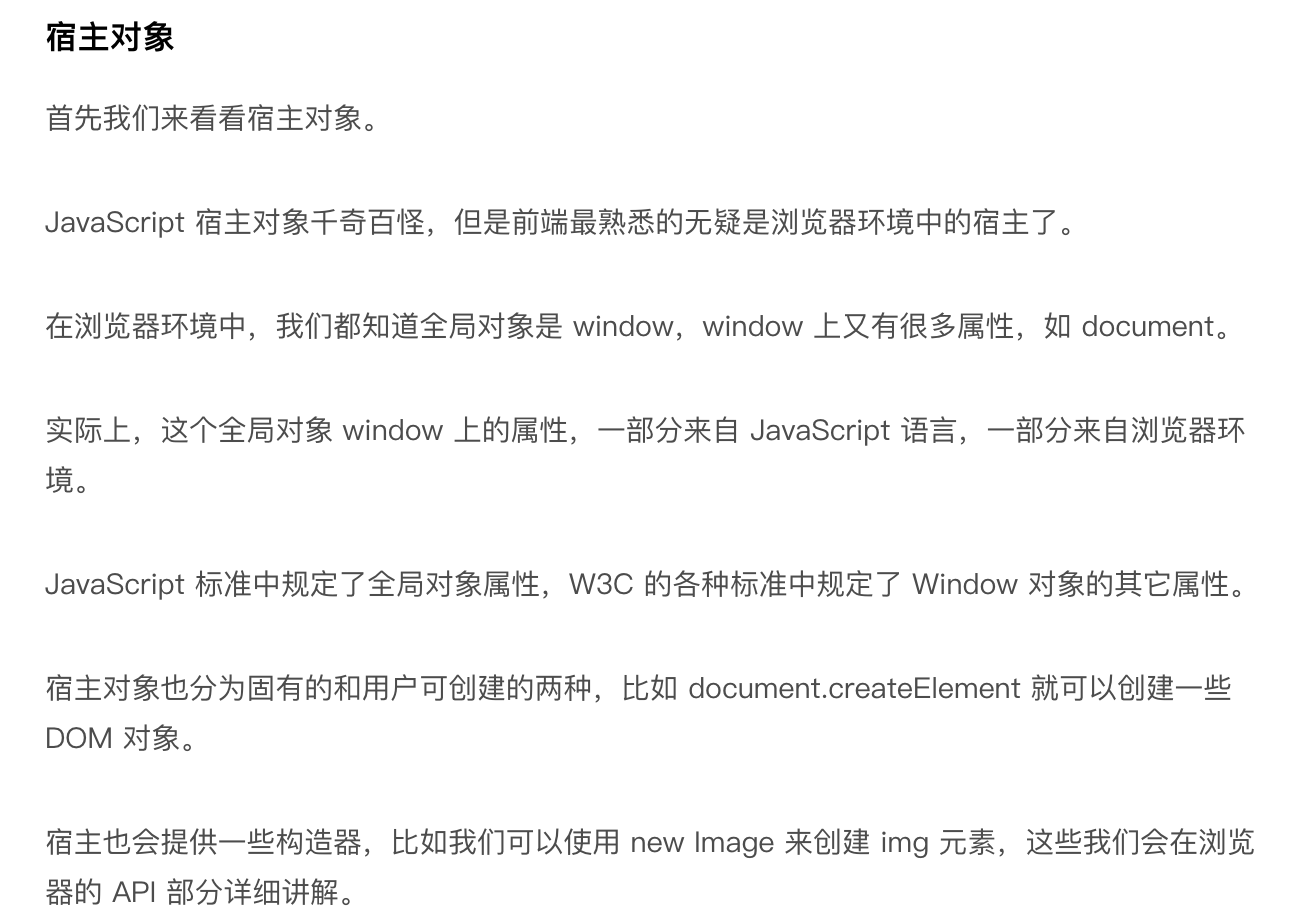 宿主对象
首先我们来看看宿主对象。
JavaScript 宿主对象千奇百怪，但是前端最熟悉的无疑是浏览器环境中的宿主了。
在浏览器环境中，我们都知道全局对象是 window，window 上又有很多属性，如 document。
实际上，这个全局对象 window 上的属性，一部分来自 JavaScript 语言，一部分来自浏览器环
境。
JavaScript 标准中规定了全局对象属性，W3C 的各种标准中规定了 Window 对象的其它属性。
宿主对象也分为固有的和用户可创建的两种，比如 document.createElement 就可以创建一些
DOM 对象。
宿主也会提供一些构造器，比如我们可以使用 new Image 来创建 img 元素，这些我们会在浏览
器的 API 部分详细讲解。